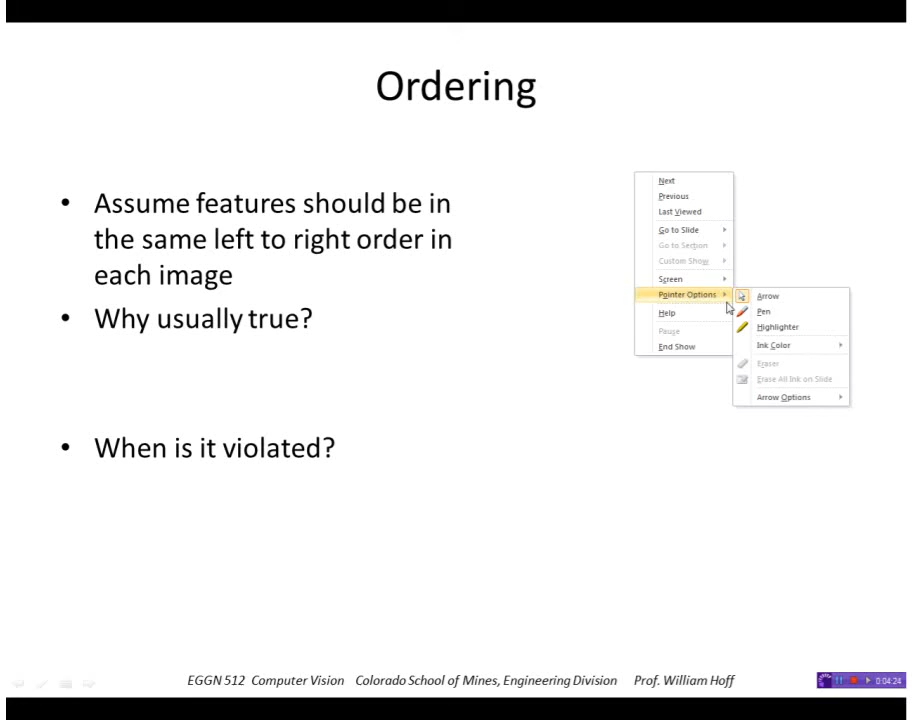 Ordering
• Assume features should be in
the same left to right order in
each image
• Why usually true?
• When is it violated?
Next
Previous
Last Viewed
Go to Slide
Go to Section
Custom Show
Screen
Pointer Options
Help
Pause
End Show
Arrow
Pen
Highlighter
Ink Color
Eraser
Erase All Ink on Slide
Arrow Options
EGGN 512 Computer Vision Colorado School of Mines, Engineering Division Prof. William Hoff
0:04:24